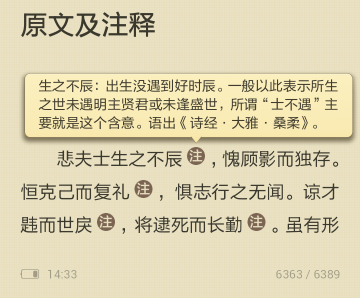 原文及注释
生之不辰：出生没遇到好时辰。一般以此表示所生
之世未遇明主贤君或未逢盛世，所谓“士不遇”主
要就是这个含意。语出《诗经·大雅·桑柔》。
悲夫士生之不辰注，愧顾影而独存。
恒克己而复礼注，惧志行之无闻。谅才
韪而世戾注，将逮死而长勤注。虽有形
14:33
6363 / 6389